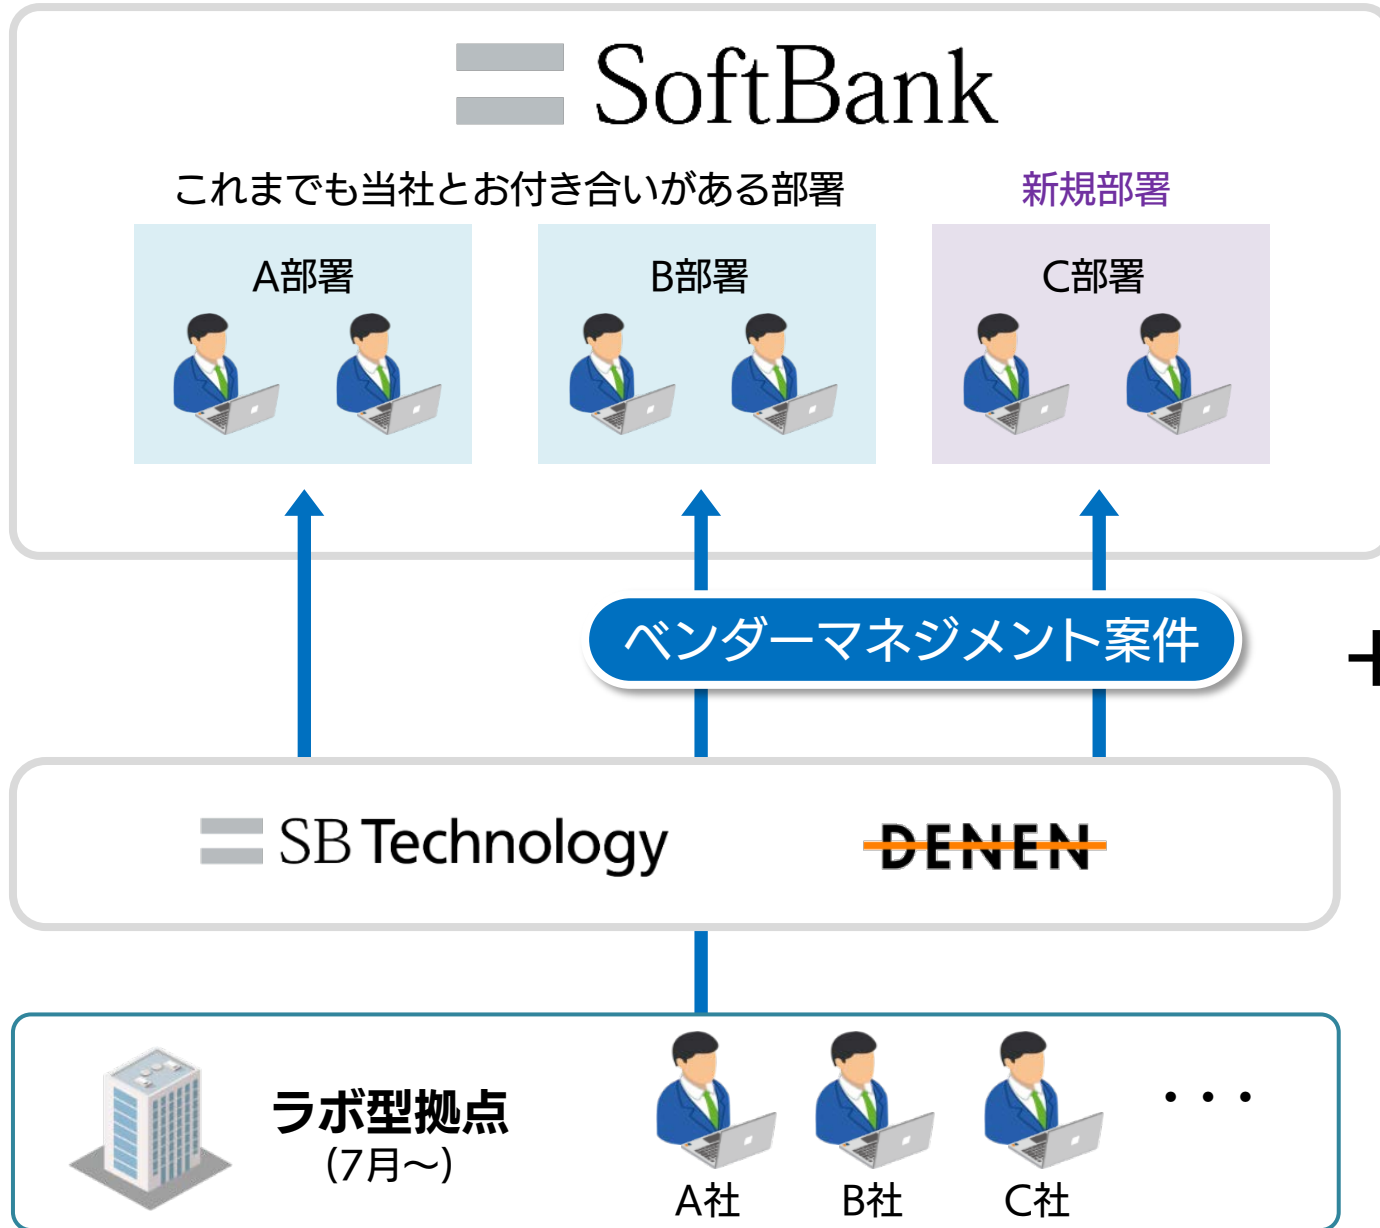 SoftBank
これまでも当社とお付き合いがある部署
新規部署
A部署
B部署
C部署
ベンダーマネジメント案件
+
SB Technology
DENEN
ラボ型拠点
(7月～)
A社
B社
C社
・・・